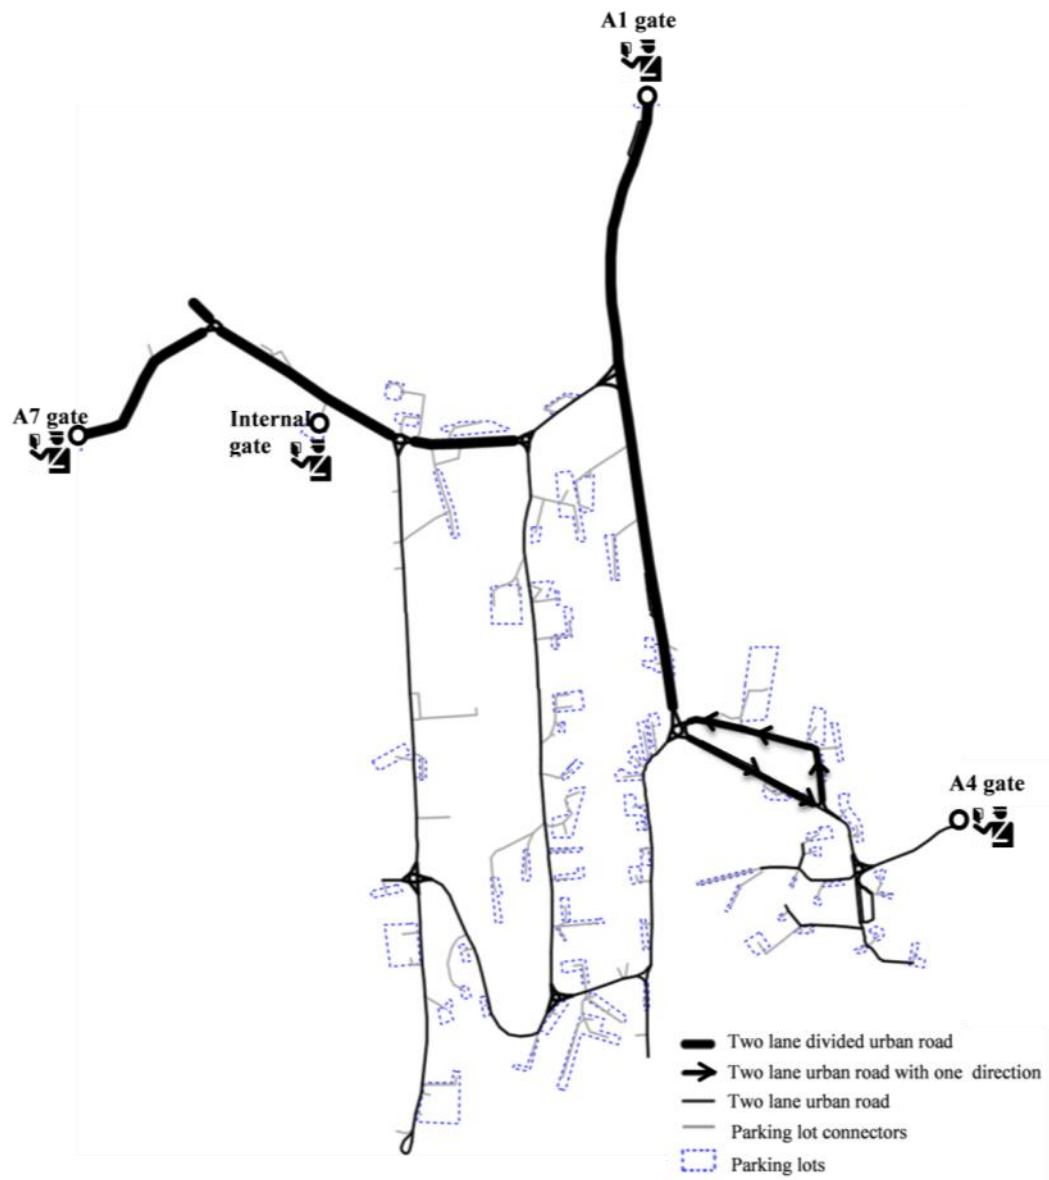 A1 gate
A7 gate
Internal
gate
A4 gate
Two lane divided urban road
Two lane urban road with one direction
Two lane urban road
Parking lot connectors
Parking lots